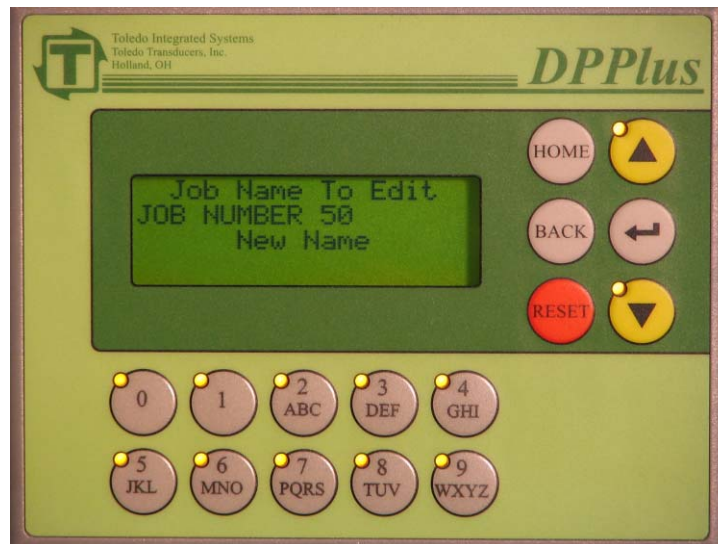 Toledo Integrated Systems
Toledo Transducers, Inc.
Holland, OH
T
DPPlus
Job Name To Edit
JOB NUMBER 50
New Name
HOME
BACK
RESET
0
1
2
ABC
3
DEF
4
GHI
5
JKL
6
MNO
7
PQRS
8
TUV
9
WXYZ